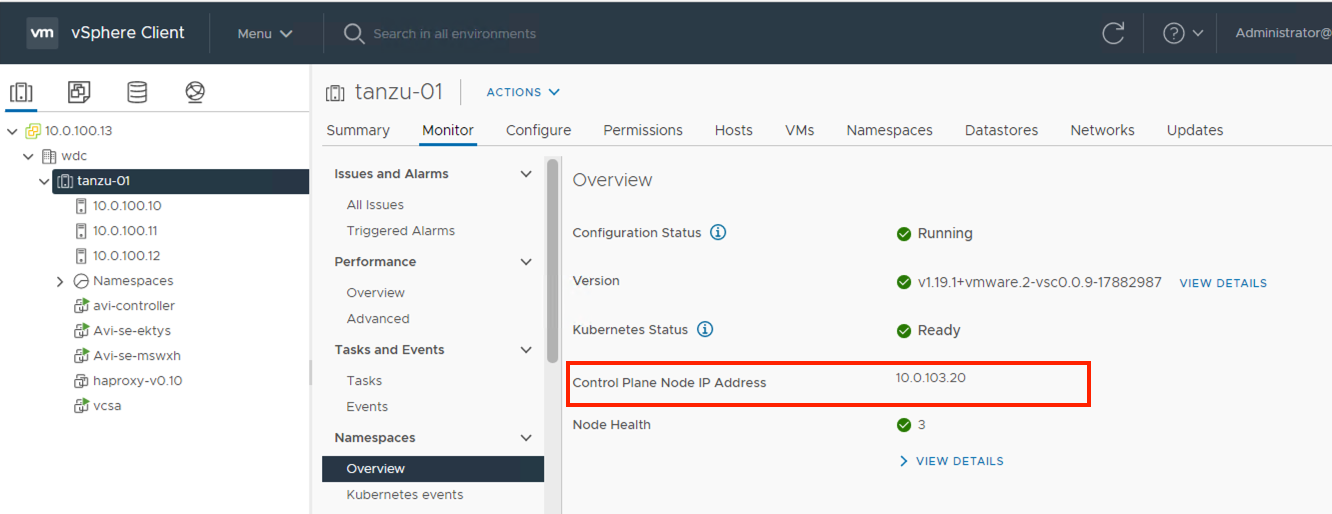 vm vSphere Client Menu Search in all environments Administrator@
tanzu-01 ACTIONS
Summary Monitor Configure Permissions Hosts VMs Namespaces Datastores Networks Updates
10.0.100.13
wdc
tanzu-01
10.0.100.10
10.0.100.11
10.0.100.12
Namespaces
avi-controller
Avi-se-ektys
Avi-se-mswxh
haproxy-v0.10
vcsa
Issues and Alarms
All Issues
Triggered Alarms
Performance
Overview
Advanced
Tasks and Events
Tasks
Events
Namespaces
Overview
Kubernetes events
Overview
Configuration Status Running
Version v1.19.1+vmware.2-vsc0.0.9-17882987 VIEW DETAILS
Kubernetes Status Ready
Control Plane Node IP Address 10.0.103.20
Node Health 3
VIEW DETAILS